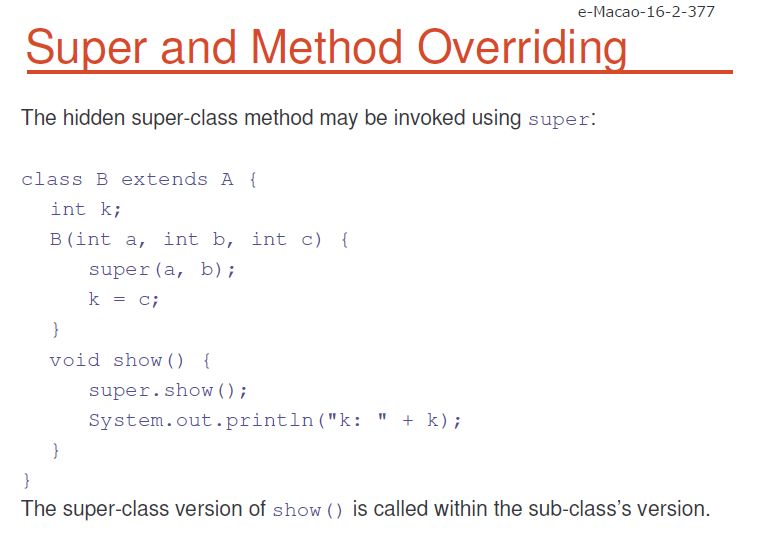 e-Macao-16-2-377
Super and Method Overriding
The hidden super-class method may be invoked using super:
class B extends A {
int k;
B(int a, int b, int c) {
super(a, b);
k = c;
}
void show() {
super.show();
System.out.println("k: " + k);
}
}
The super-class version of show() is called within the sub-class’s version.